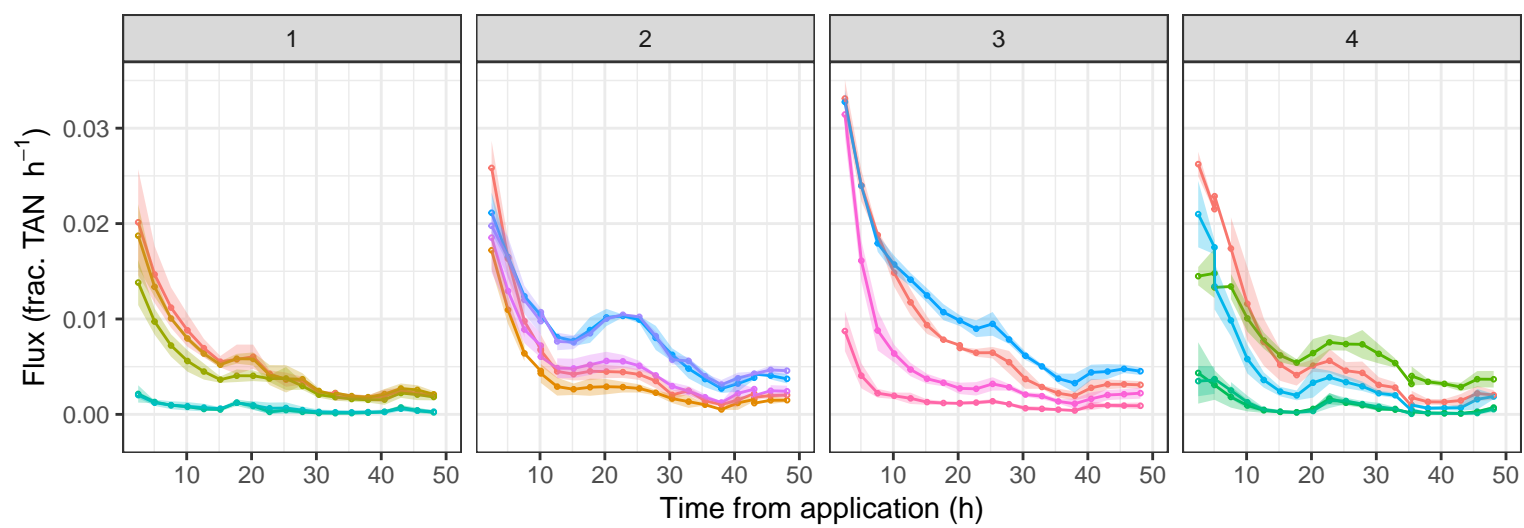 1 2 3 4
Flux (frac. TAN h⁻¹)
0.03
0.02
0.01
0.00
10 20 30 40 50 10 20 30 40 50 10 20 30 40 50 10 20 30 40 50
Time from application (h)